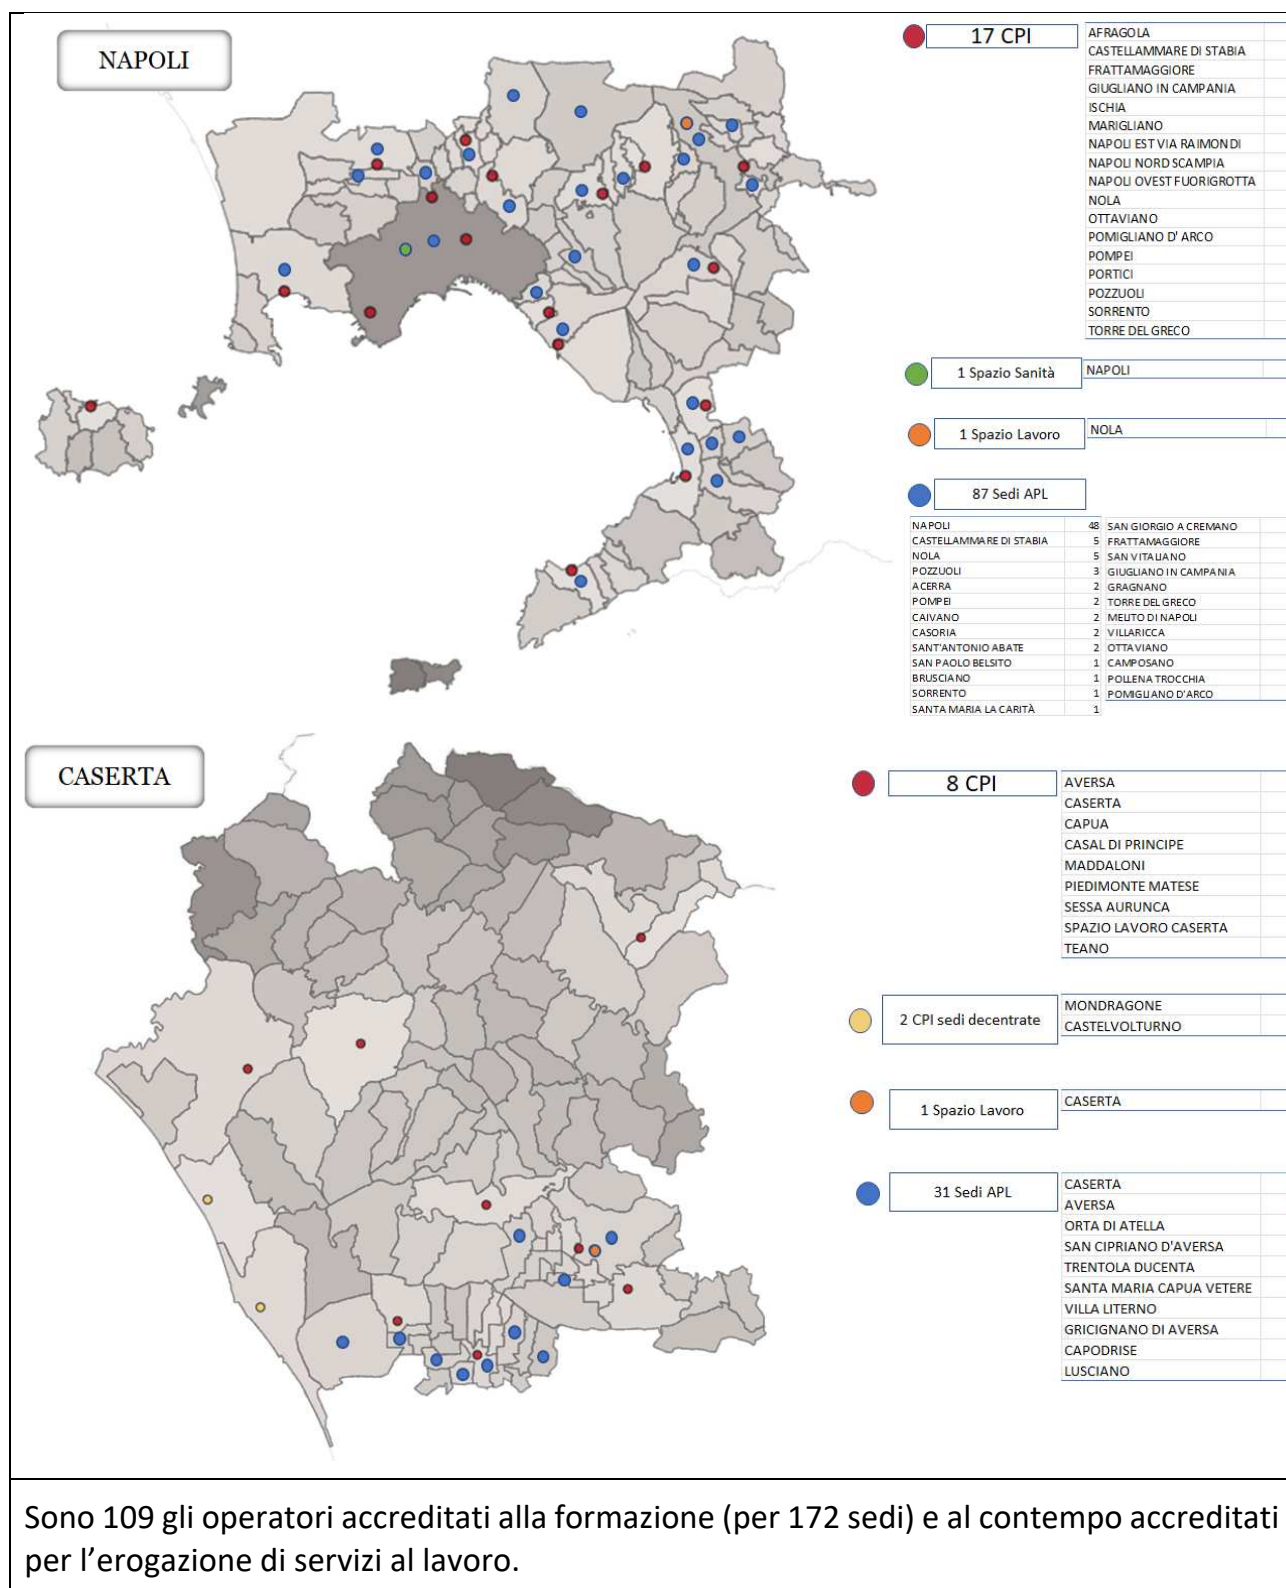 NAPOLI
17 CPI
AFRAGOLA
CASTELLAMMARE DI STABIA
FRATTAMAGGIORE
GIUGLIANO IN CAMPANIA
ISCHIA
MARIGLIANO
NAPOLI EST VIA RAIMONDI
NAPOLI NORD SCAMPIA
NAPOLI OVEST FUORIGROTTA
NOLA
OTTAVIANO
POMIGLIANO D' ARCO
POMPEI
PORTICI
POZZUOLI
SORRENTO
TORRE DEL GRECO
1 Spazio Sanità
NAPOLI
1 Spazio Lavoro
NOLA
87 Sedi APL
NAPOLI 48 SAN GIORGIO A CREMANO
CASTELLAMMARE DI STABIA 5 FRATTAMAGGIORE
NOLA 5 SAN VITALIANO
POZZUOLI 3 GIUGLIANO IN CAMPANIA
ACERRA 2 GRAGNANO
POMPEI 2 TORRE DEL GRECO
CAIVANO 2 MELITO DI NAPOLI
CASORIA 2 VILLARICCA
SANT'ANTONIO ABATE 2 OTTAVIANO
SAN PAOLO BELSITO 1 CAMPOSANO
BRUSCIANO 1 POLLENA TROCCHIA
SORRENTO 1 POMIGLIANO D'ARCO
SANTA MARIA LA CARITÀ 1
CASERTA
8 CPI
AVERSA
CASERTA
CAPUA
CASAL DI PRINCIPE
MADDALONI
PIEDIMONTE MATESE
SESSA AURUNCA
SPAZIO LAVORO CASERTA
TEANO
2 CPI sedi decentrate
MONDRAGONE
CASTELVOLTURNO
1 Spazio Lavoro
CASERTA
31 Sedi APL
CASERTA
AVERSA
ORTA DI ATELLA
SAN CIPRIANO D'AVERSA
TRENTOLA DUCENTA
SANTA MARIA CAPUA VETERE
VILLA LITERNO
GRICIGNANO DI AVERSA
CAPODRISE
LUSCIANO
Sono 109 gli operatori accreditati alla formazione (per 172 sedi) e al contempo accreditati
per l'erogazione di servizi al lavoro.